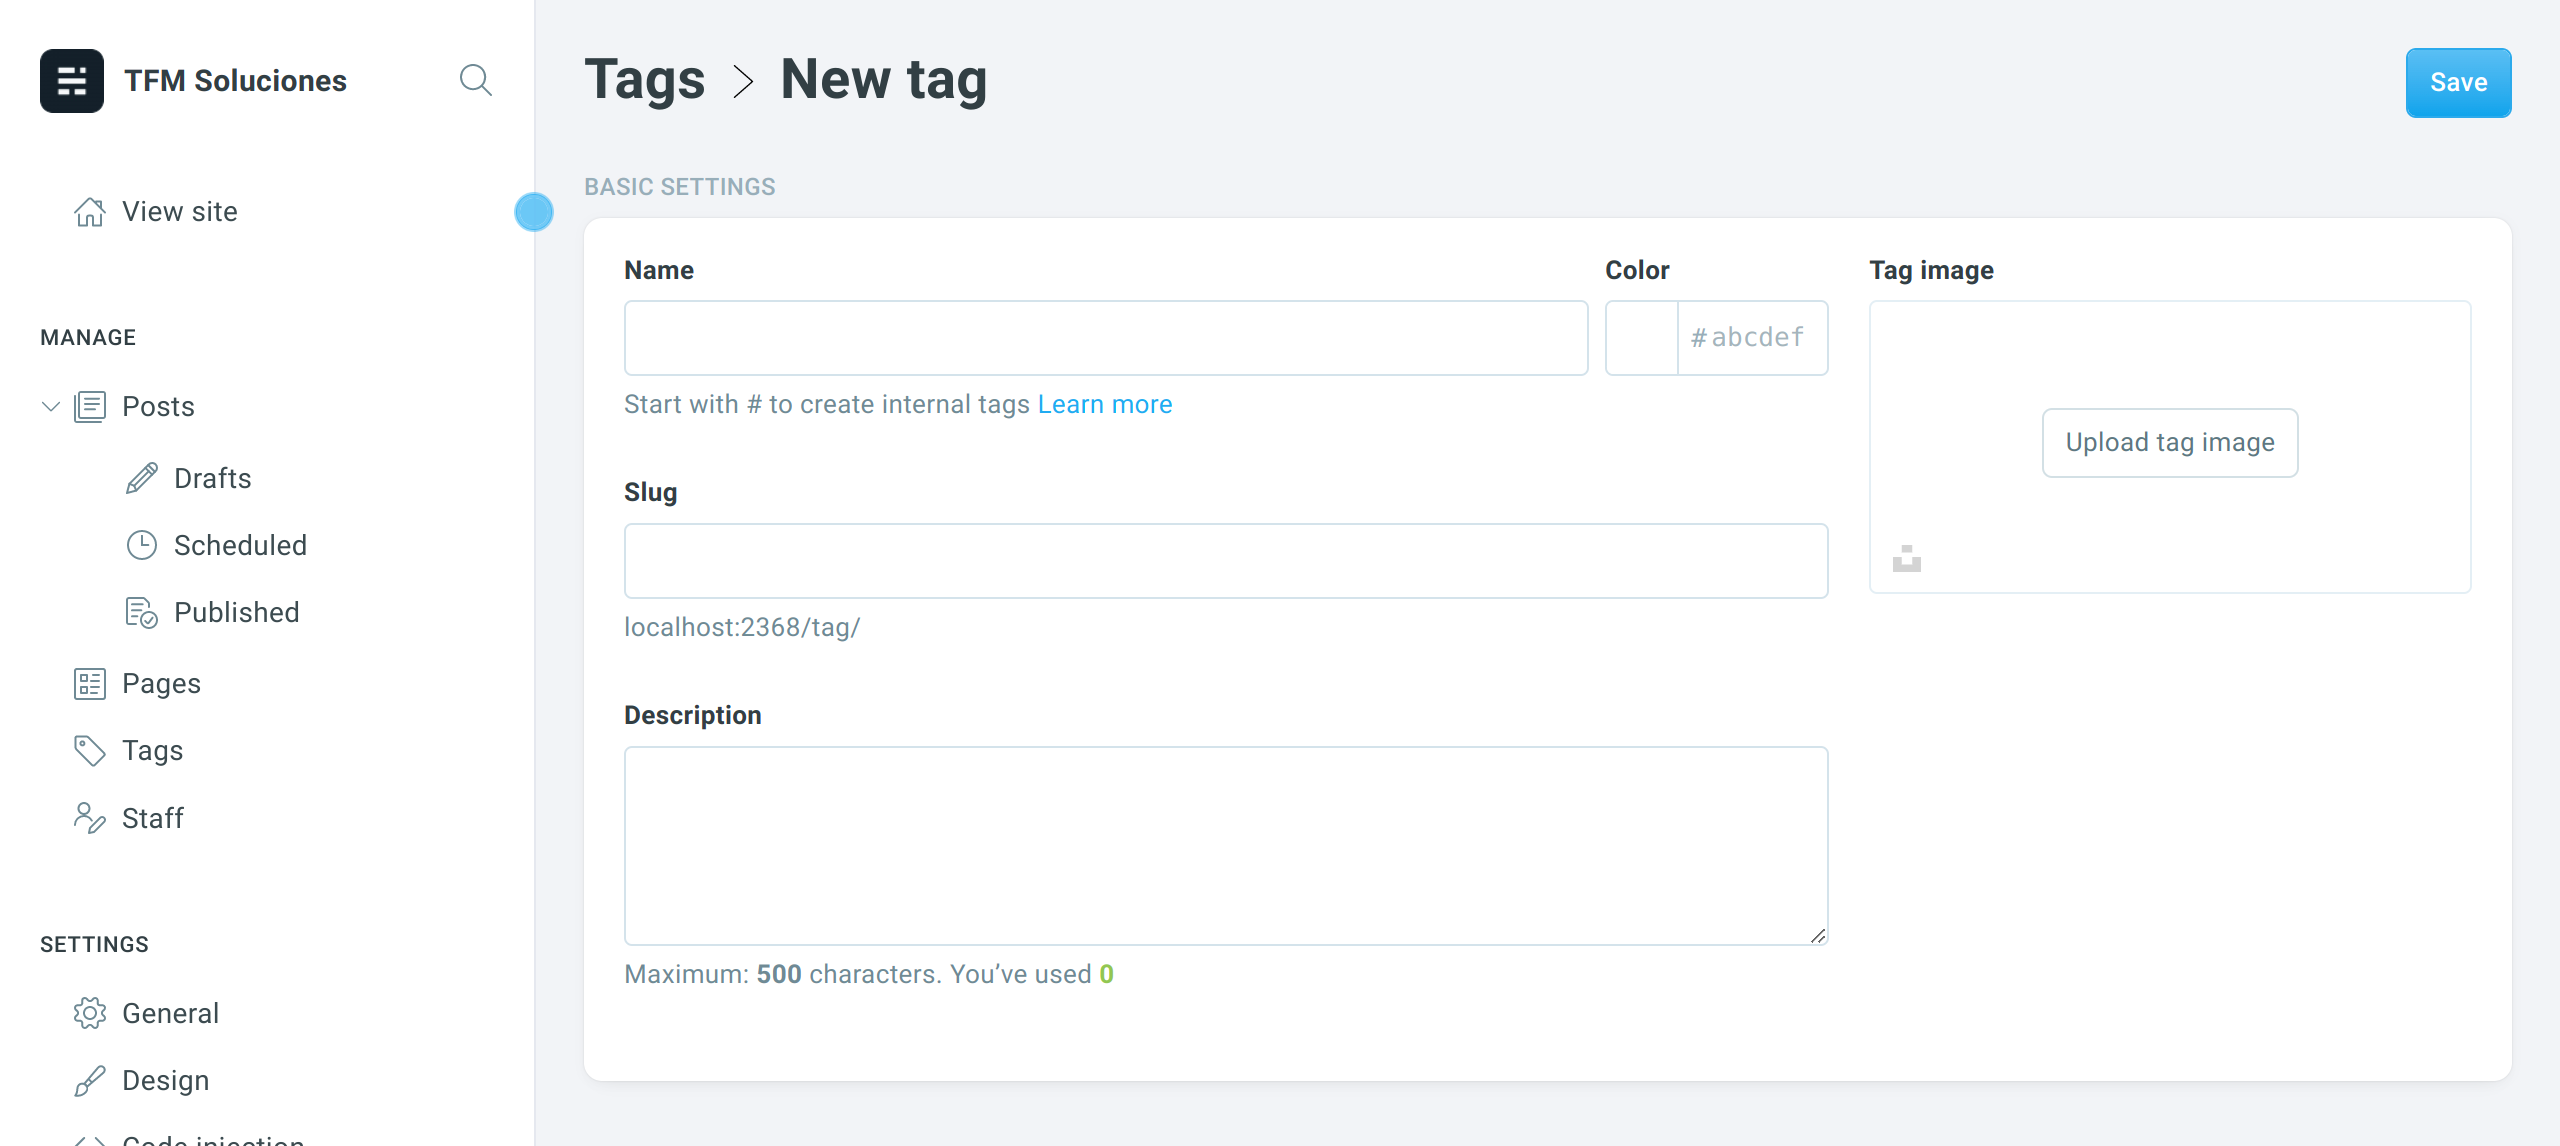 TFM Soluciones
View site
MANAGE
Posts
Drafts
Scheduled
Published
Pages
Tags
Staff
SETTINGS
General
Design
Code injection
Tags > New tag
Save
BASIC SETTINGS
Name
Color
#abcdef
Start with # to create internal tags Learn more
Slug
localhost:2368/tag/
Description
Maximum: 500 characters. You’ve used 0
Tag image
Upload tag image